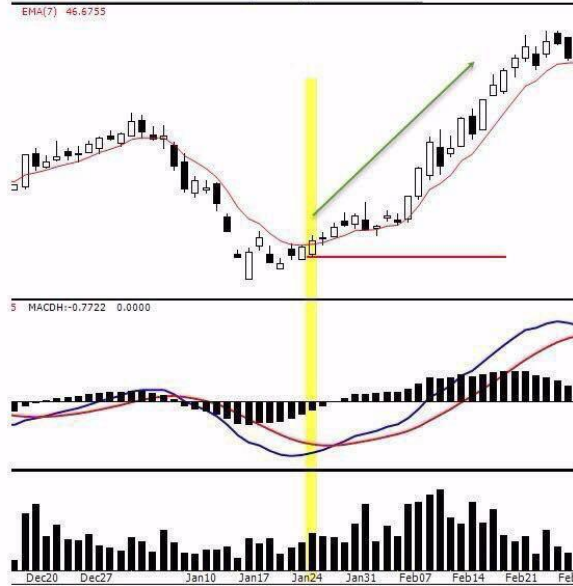 EMA(7) 46.6755
5 MACDH:-0.7722 0.0000
Dec20 Dec27 Jan10 Jan17 Jan24 Jan31 Feb07 Feb14 Feb21 Fe